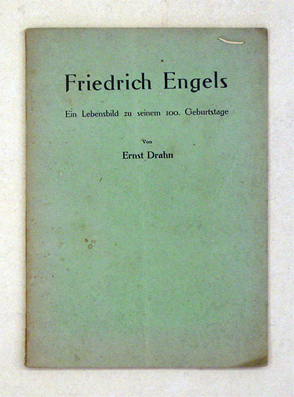 Friedrich Engels
Ein Lebensbild zu seinem 100. Geburtstage
Von
Ernst Drahn